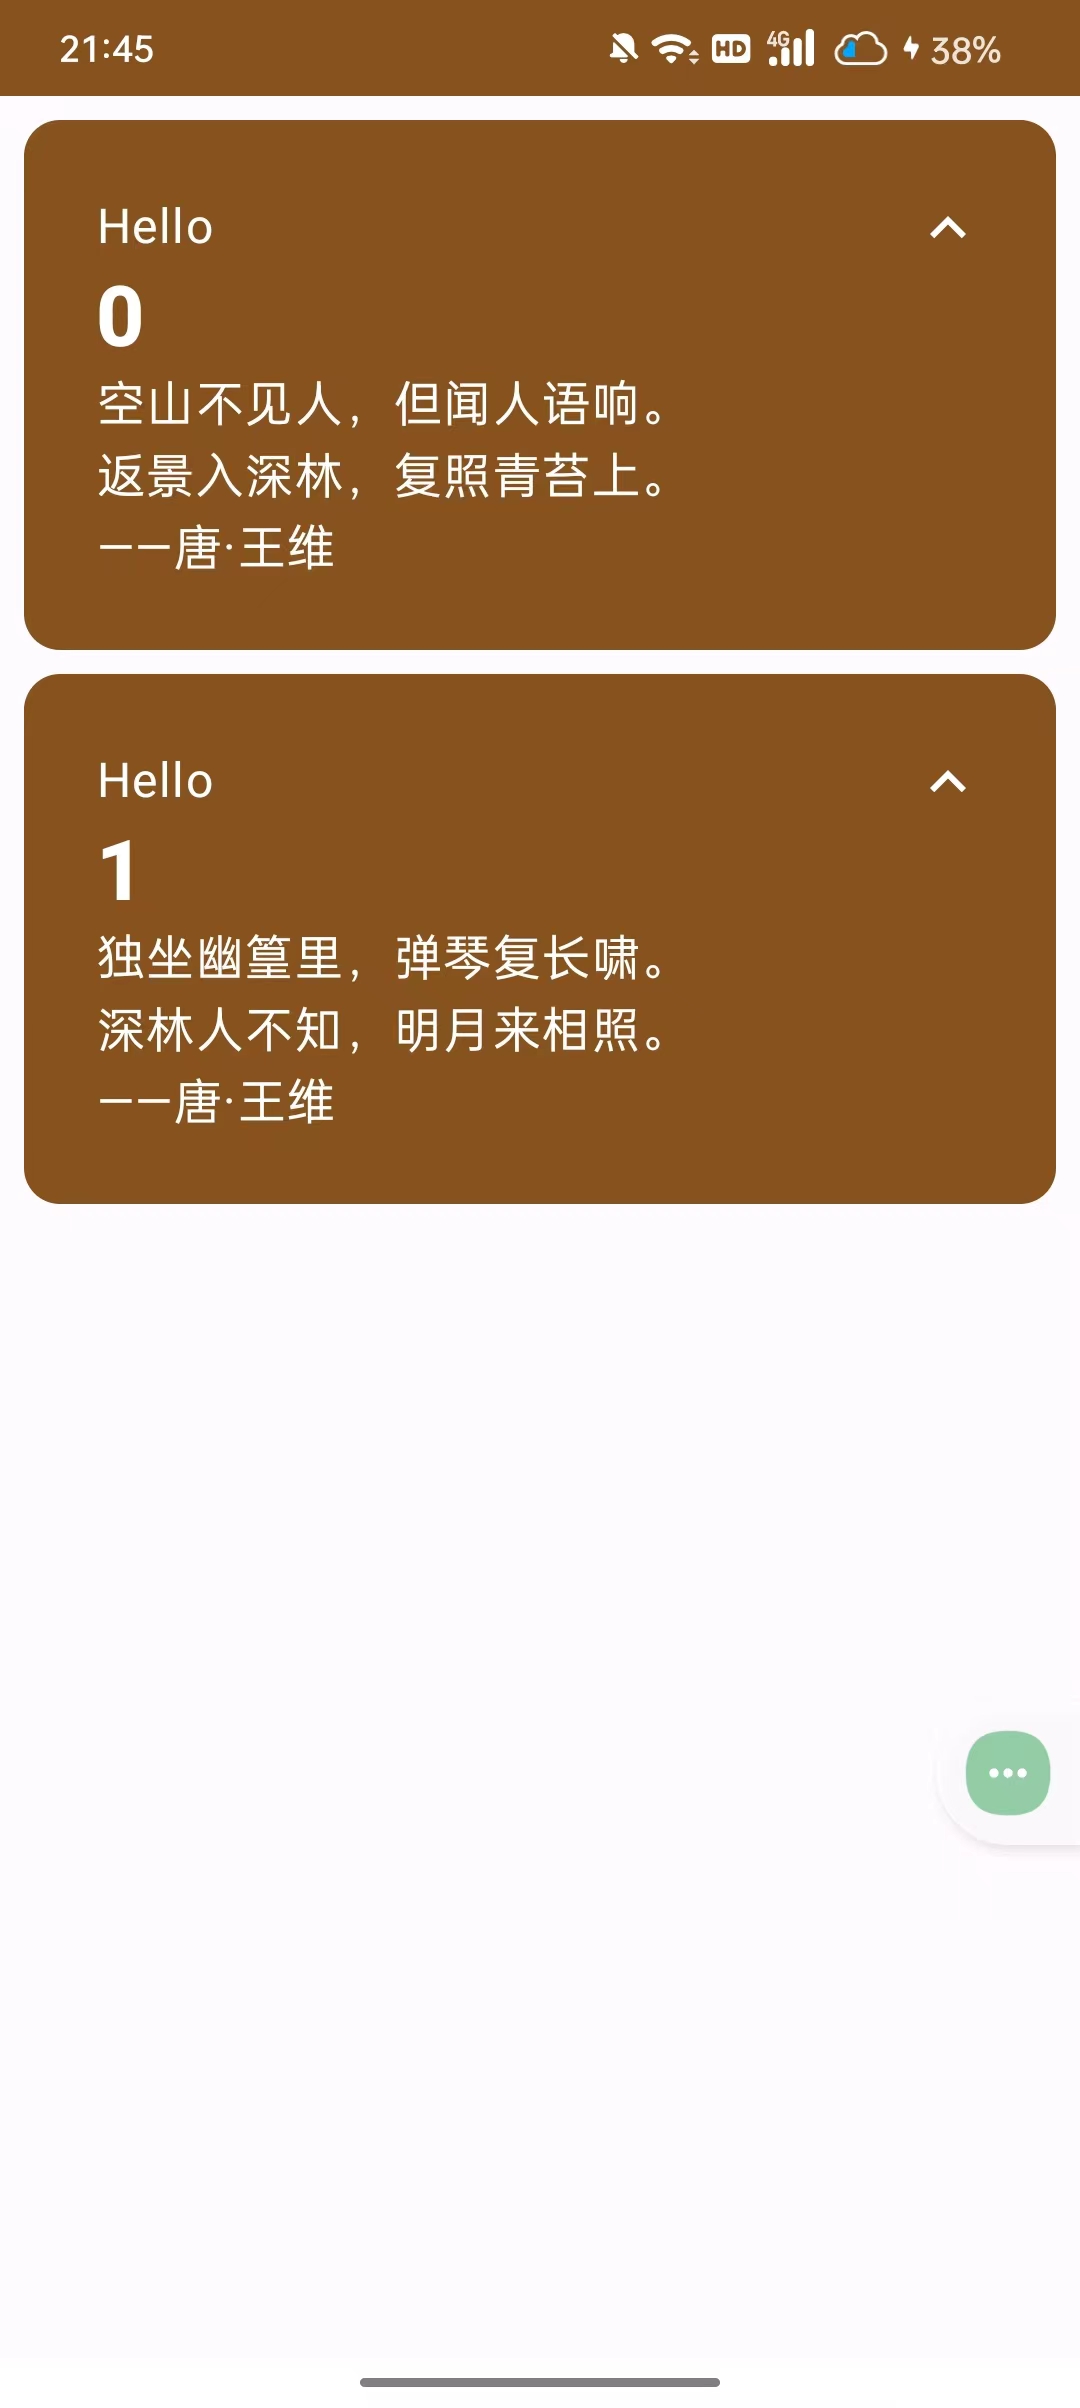 21:45 HD 4G 38%
Hello
0
空山不见人，但闻人语响。
返景入深林，复照青苔上。
——唐·王维
Hello
1
独坐幽篁里，弹琴复长啸。
深林人不知，明月来相照。
——唐·王维